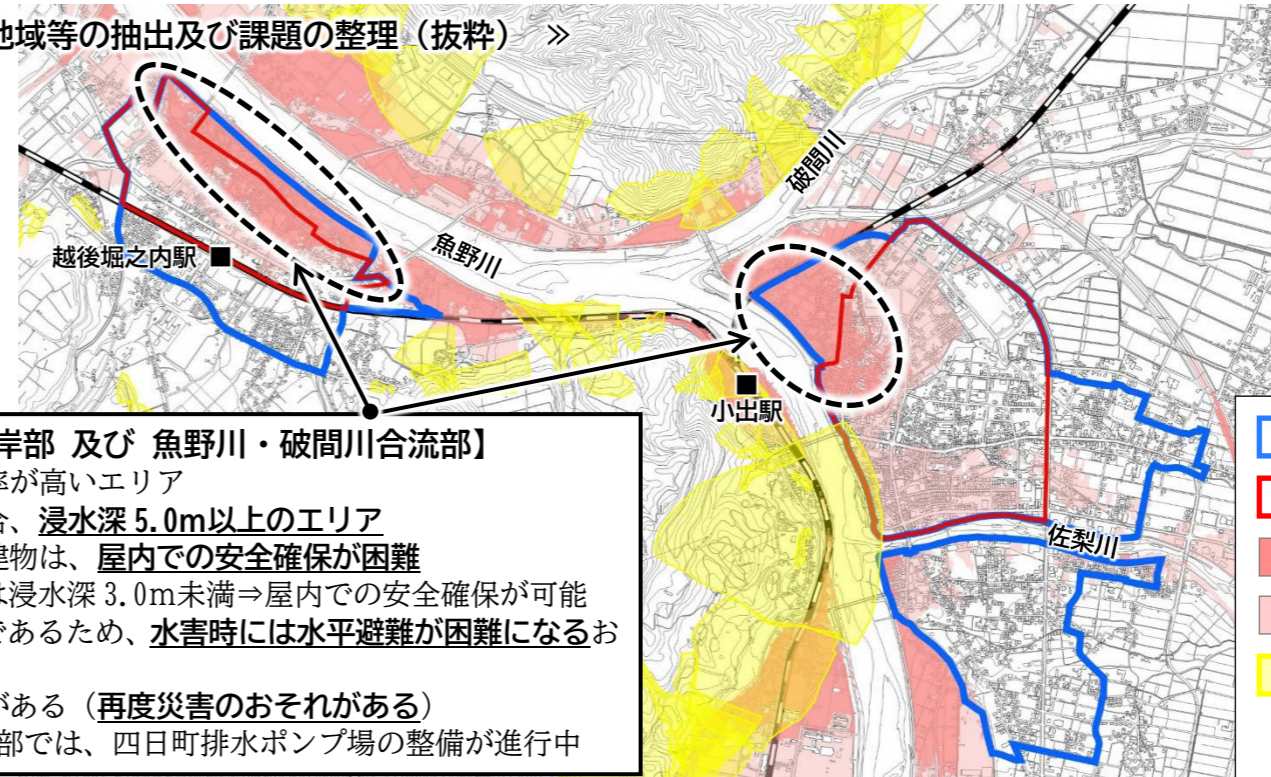 地域等の抽出及び課題の整理（抜粋） ≫
破間川
魚野川
越後堀之内駅
小出駅
佐梨川
岸部 及び 魚野川・破間川合流部】
率が高いエリア
合、浸水深 5.0m以上のエリア
建物は、屋内での安全確保が困難
は浸水深 3.0m未満⇒屋内での安全確保が可能
であるため、水害時には水平避難が困難になるお
がある（再度災害のおそれがある）
部では、四日町排水ポンプ場の整備が進行中